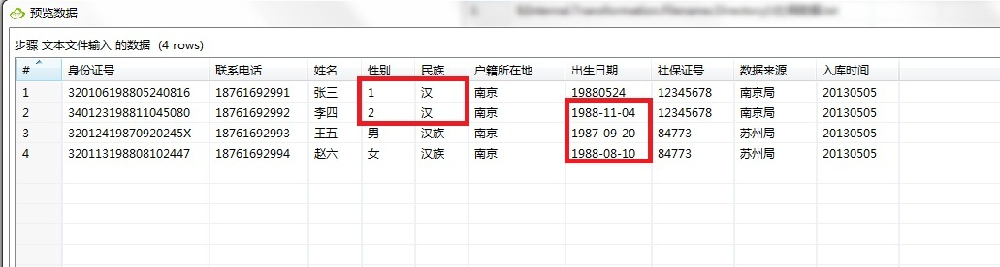 预览数据
步骤 文本文件输入 的数据 (4 rows)
# 身份证号 联系电话 姓名 性别 民族 户籍所在地 出生日期 社保证号 数据来源 入库时间
1 320106198805240816 18761692991 张三 1 汉 南京 19880524 12345678 南京局 20130505
2 340123198811045080 18761692992 李四 2 汉 南京 1988-11-04 12345678 南京局 20130505
3 32012419870920245X 18761692993 王五 男 汉族 南京 1987-09-20 84773 苏州局 20130505
4 320113198808102447 18761692994 赵六 女 汉族 南京 1988-08-10 84773 苏州局 20130505